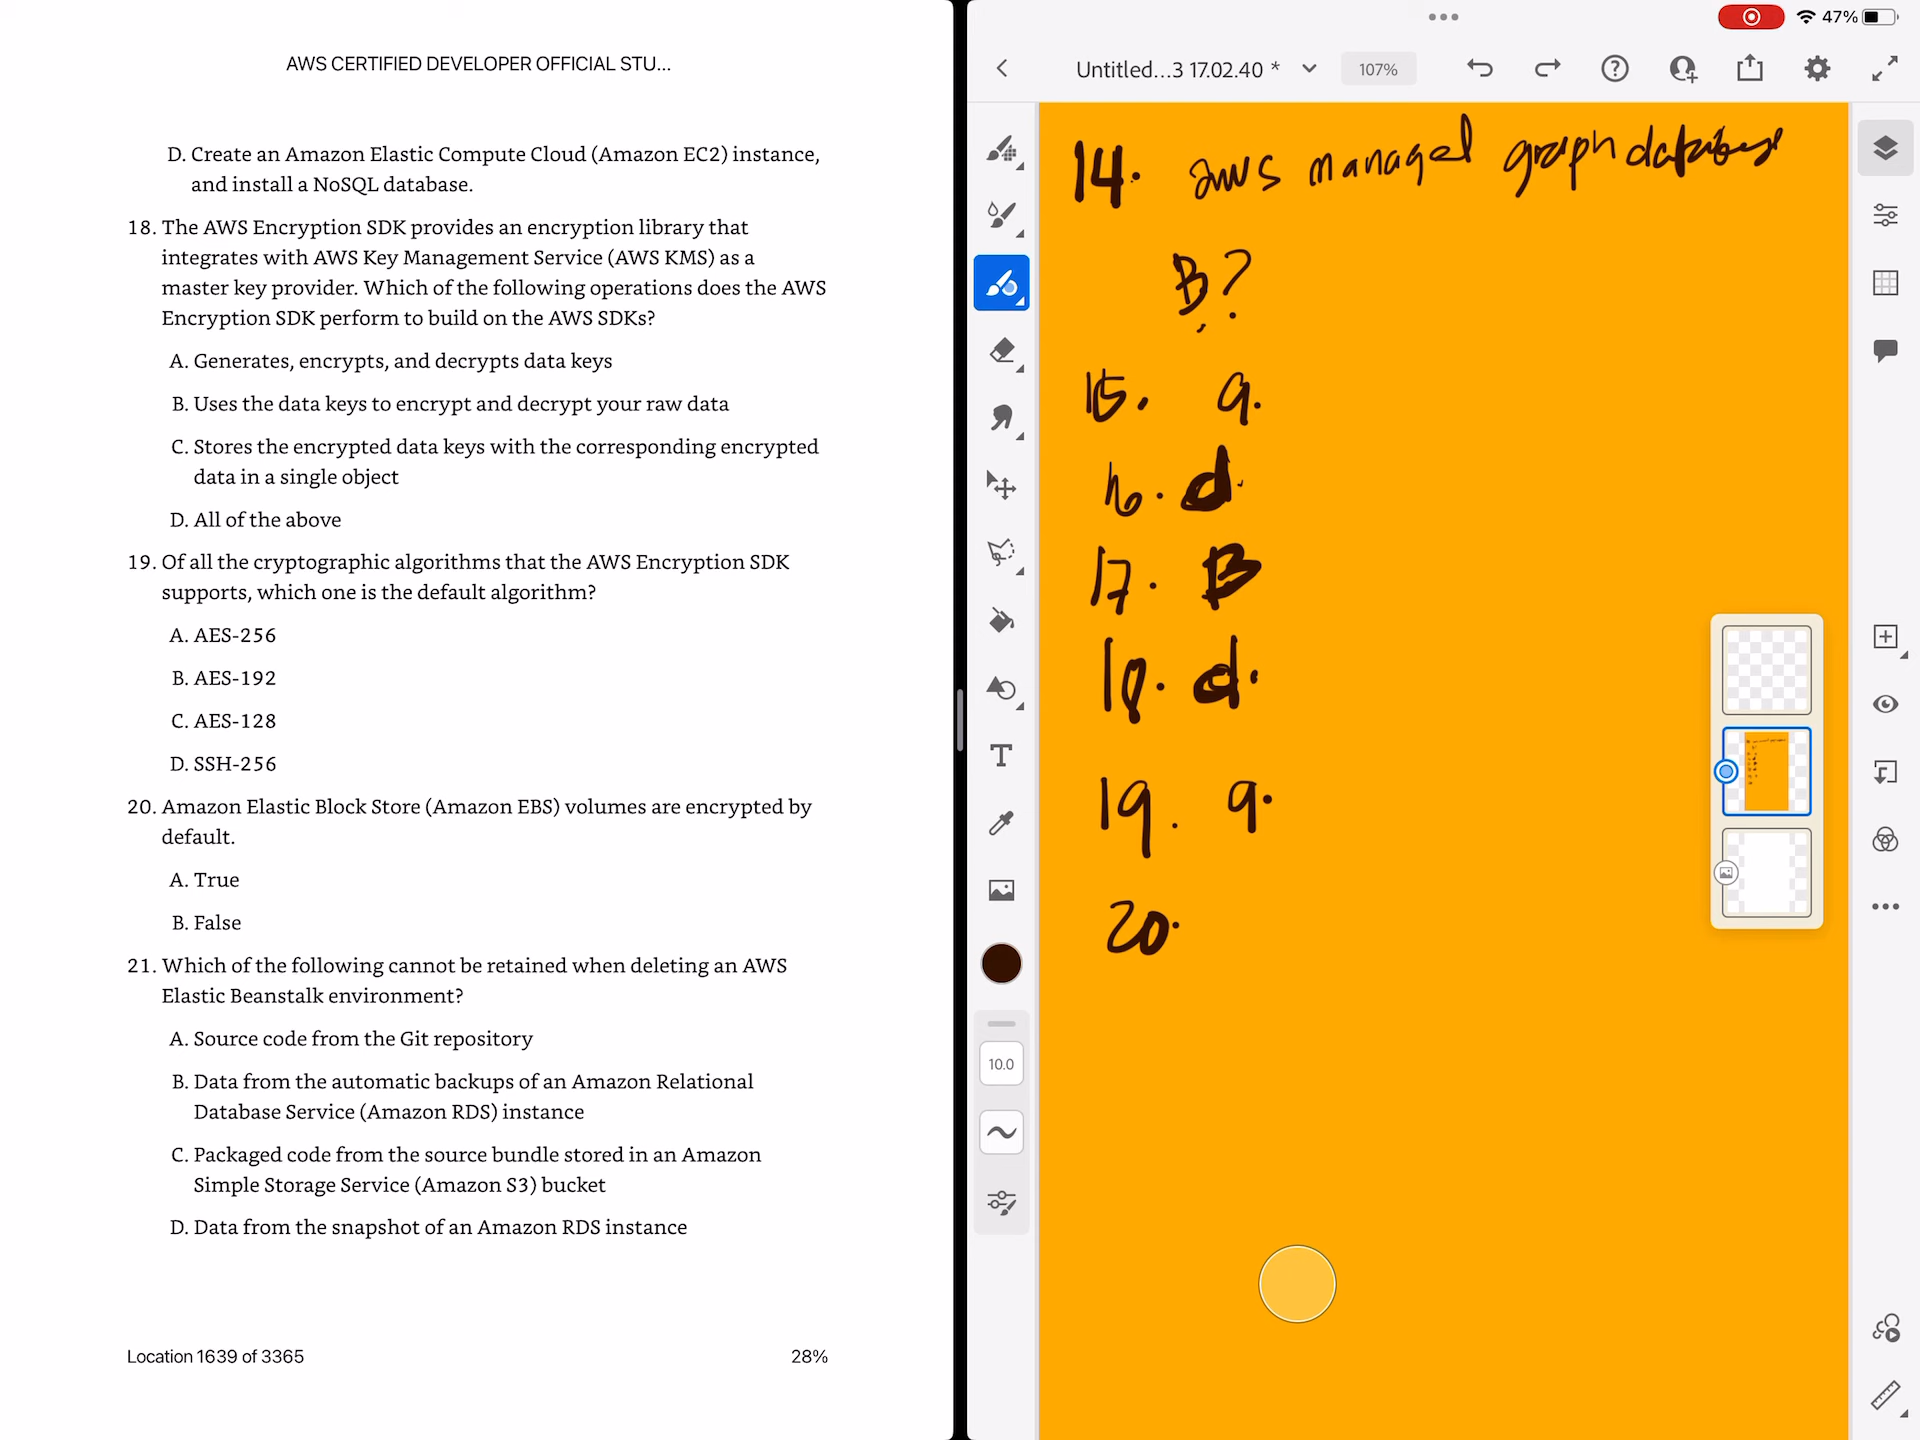 AWS CERTIFIED DEVELOPER OFFICIAL STU...
D. Create an Amazon Elastic Compute Cloud (Amazon EC2) instance,
and install a NoSQL database.
18. The AWS Encryption SDK provides an encryption library that
integrates with AWS Key Management Service (AWS KMS) as a
master key provider. Which of the following operations does the AWS
Encryption SDK perform to build on the AWS SDKs?
A. Generates, encrypts, and decrypts data keys
B. Uses the data keys to encrypt and decrypt your raw data
C. Stores the encrypted data keys with the corresponding encrypted
data in a single object
D. All of the above
19. Of all the cryptographic algorithms that the AWS Encryption SDK
supports, which one is the default algorithm?
A. AES-256
B. AES-192
C. AES-128
D. SSH-256
20. Amazon Elastic Block Store (Amazon EBS) volumes are encrypted by
default.
A. True
B. False
21. Which of the following cannot be retained when deleting an AWS
Elastic Beanstalk environment?
A. Source code from the Git repository
B. Data from the automatic backups of an Amazon Relational
Database Service (Amazon RDS) instance
C. Packaged code from the source bundle stored in an Amazon
Simple Storage Service (Amazon S3) bucket
D. Data from the snapshot of an Amazon RDS instance
Location 1639 of 3365
28%
47%
Untitled...3 17.02.40 *
107%
10.0
14. aws managed graph database
B?
15. a.
16. d.
17. B
18. d.
19. a.
20.